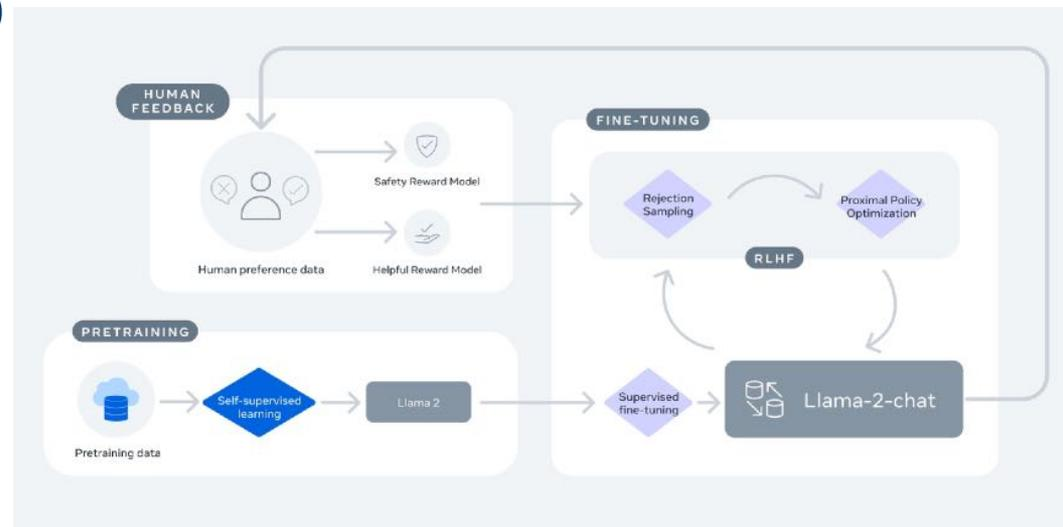 )
HUMAN
FEEDBACK
Safety Reward Model
Human preference data
Helpful Reward Model
FINE-TUNING
Rejection
Sampling
Proximal Policy
Optimization
RLHF
PRETRAINING
Pretraining data
Self-supervised
learning
Llama 2
Supervised
fine-tuning
Llama-2-chat